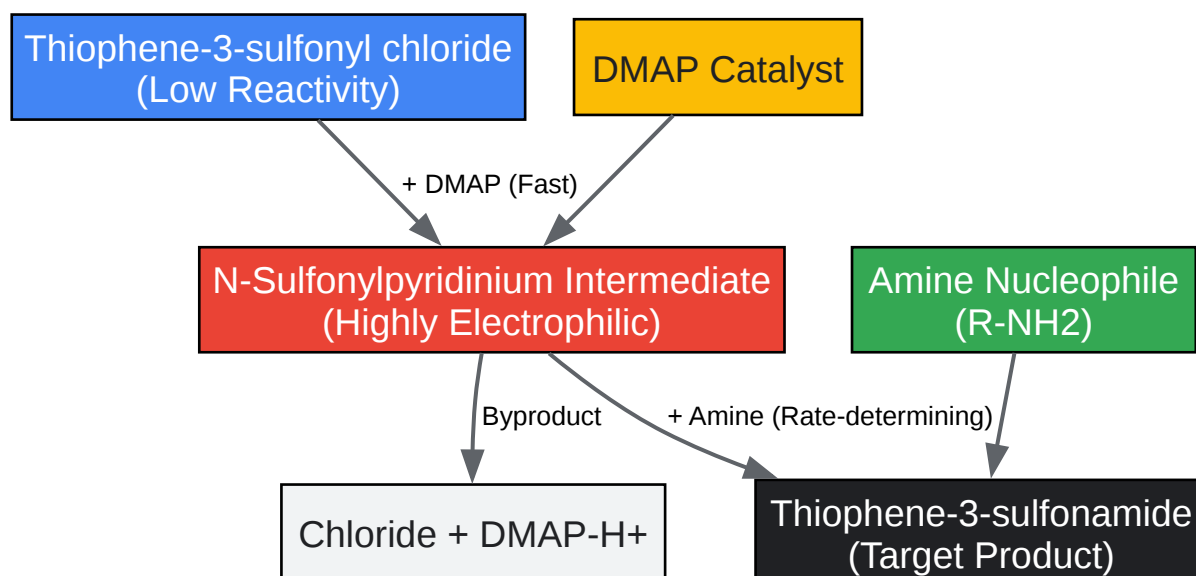 Thiophene-3-sulfonyl chloride
(Low Reactivity)
DMAP Catalyst
+ DMAP (Fast)
N-Sulfonylpyridinium Intermediate
(Highly Electrophilic)
Amine Nucleophile
(R-NH2)
Byproduct
+ Amine (Rate-determining)
Chloride + DMAP-H+
Thiophene-3-sulfonamide
(Target Product)